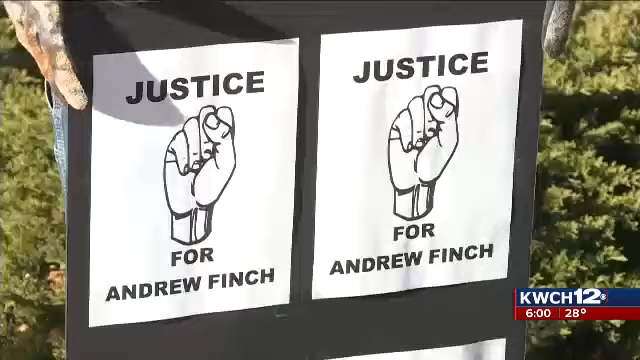 JUSTICE
FOR
ANDREW FINCH
JUSTICE
FOR
ANDREW FINCH
KWCH12
6:00 28°